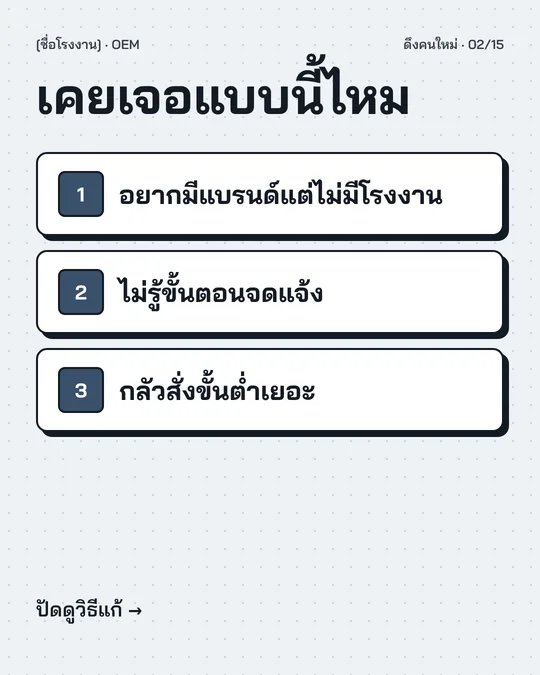 [ชื่อโรงงาน] · OEM
ดึงคนใหม่ · 02/15
เคยเจอแบบนี้ไหม
1 อยากมีแบรนด์แต่ไม่มีโรงงาน
2 ไม่รู้ขั้นตอนจดแจ้ง
3 กลัวสั่งขั้นต่ำเยอะ
ปัดดูวิธีแก้ →